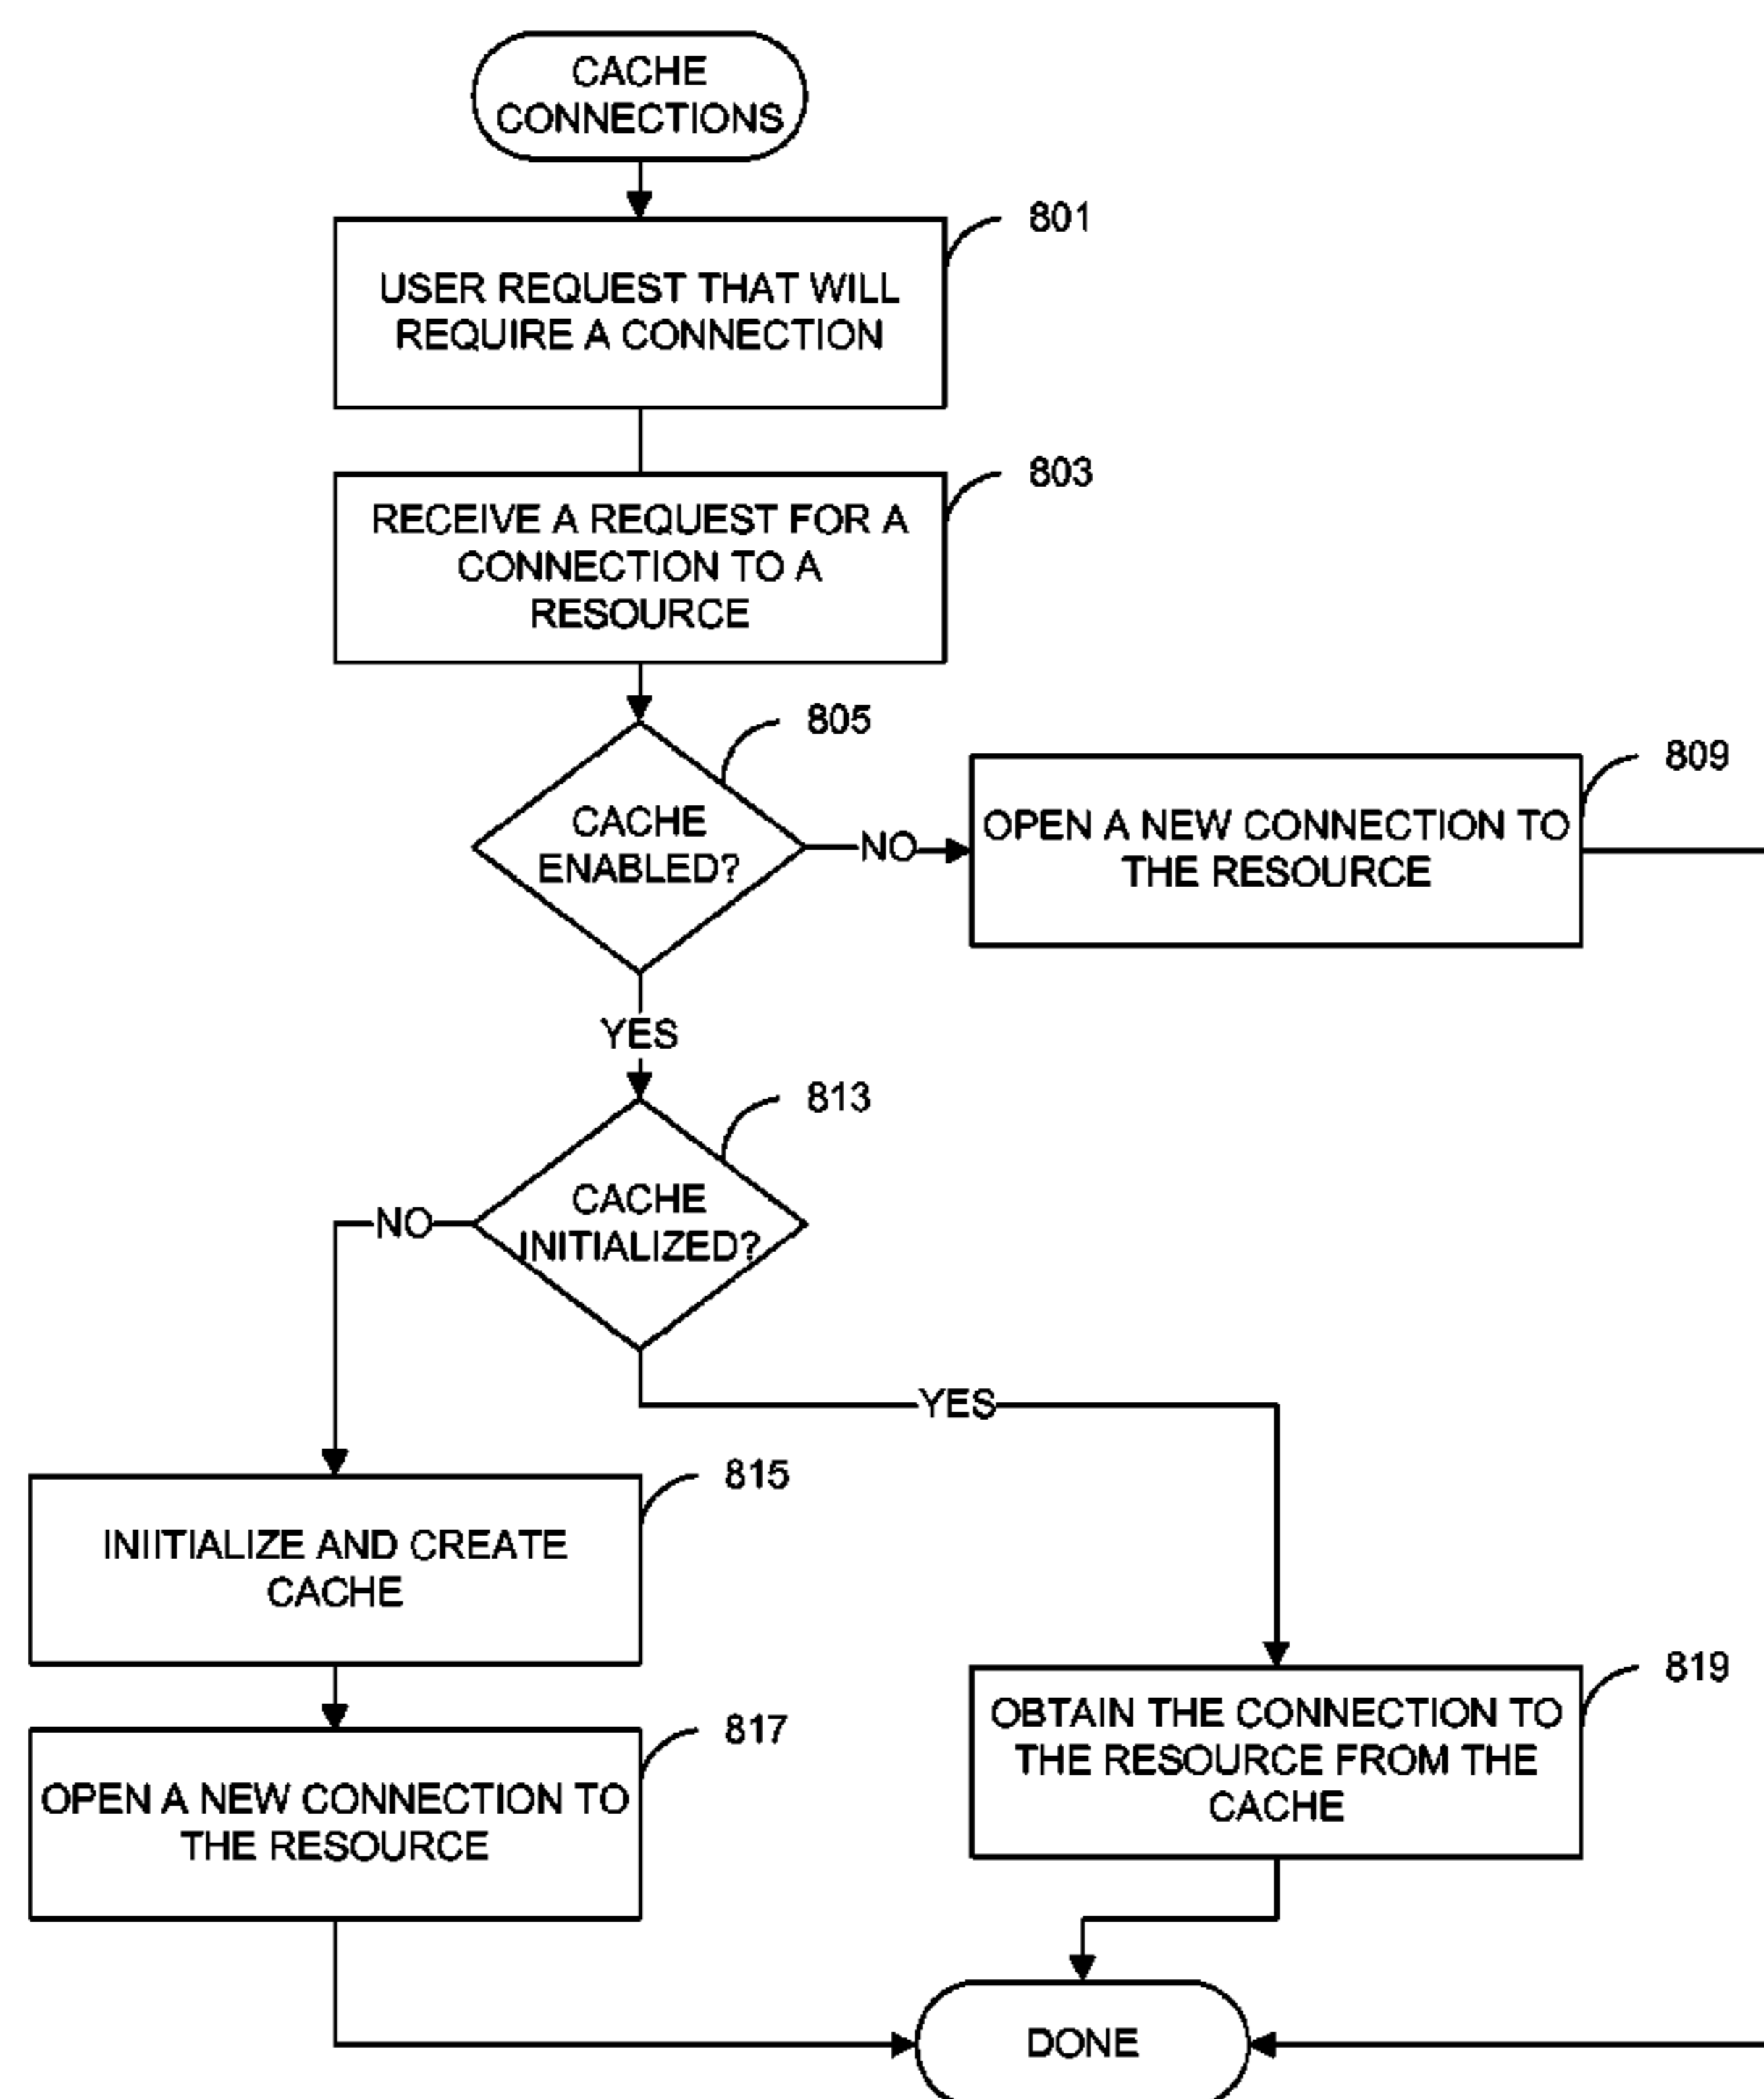 CACHE
CONNECTIONS
801
USER REQUEST THAT WILL
REQUIRE A CONNECTION
803
RECEIVE A REQUEST FOR A
CONNECTION TO A
RESOURCE
805
CACHE
ENABLED?
NO
809
OPEN A NEW CONNECTION TO
THE RESOURCE
YES
813
CACHE
INITIALIZED?
NO
YES
815
INIITIALIZE AND CREATE
CACHE
817
OPEN A NEW CONNECTION TO
THE RESOURCE
819
OBTAIN THE CONNECTION TO
THE RESOURCE FROM THE
CACHE
DONE